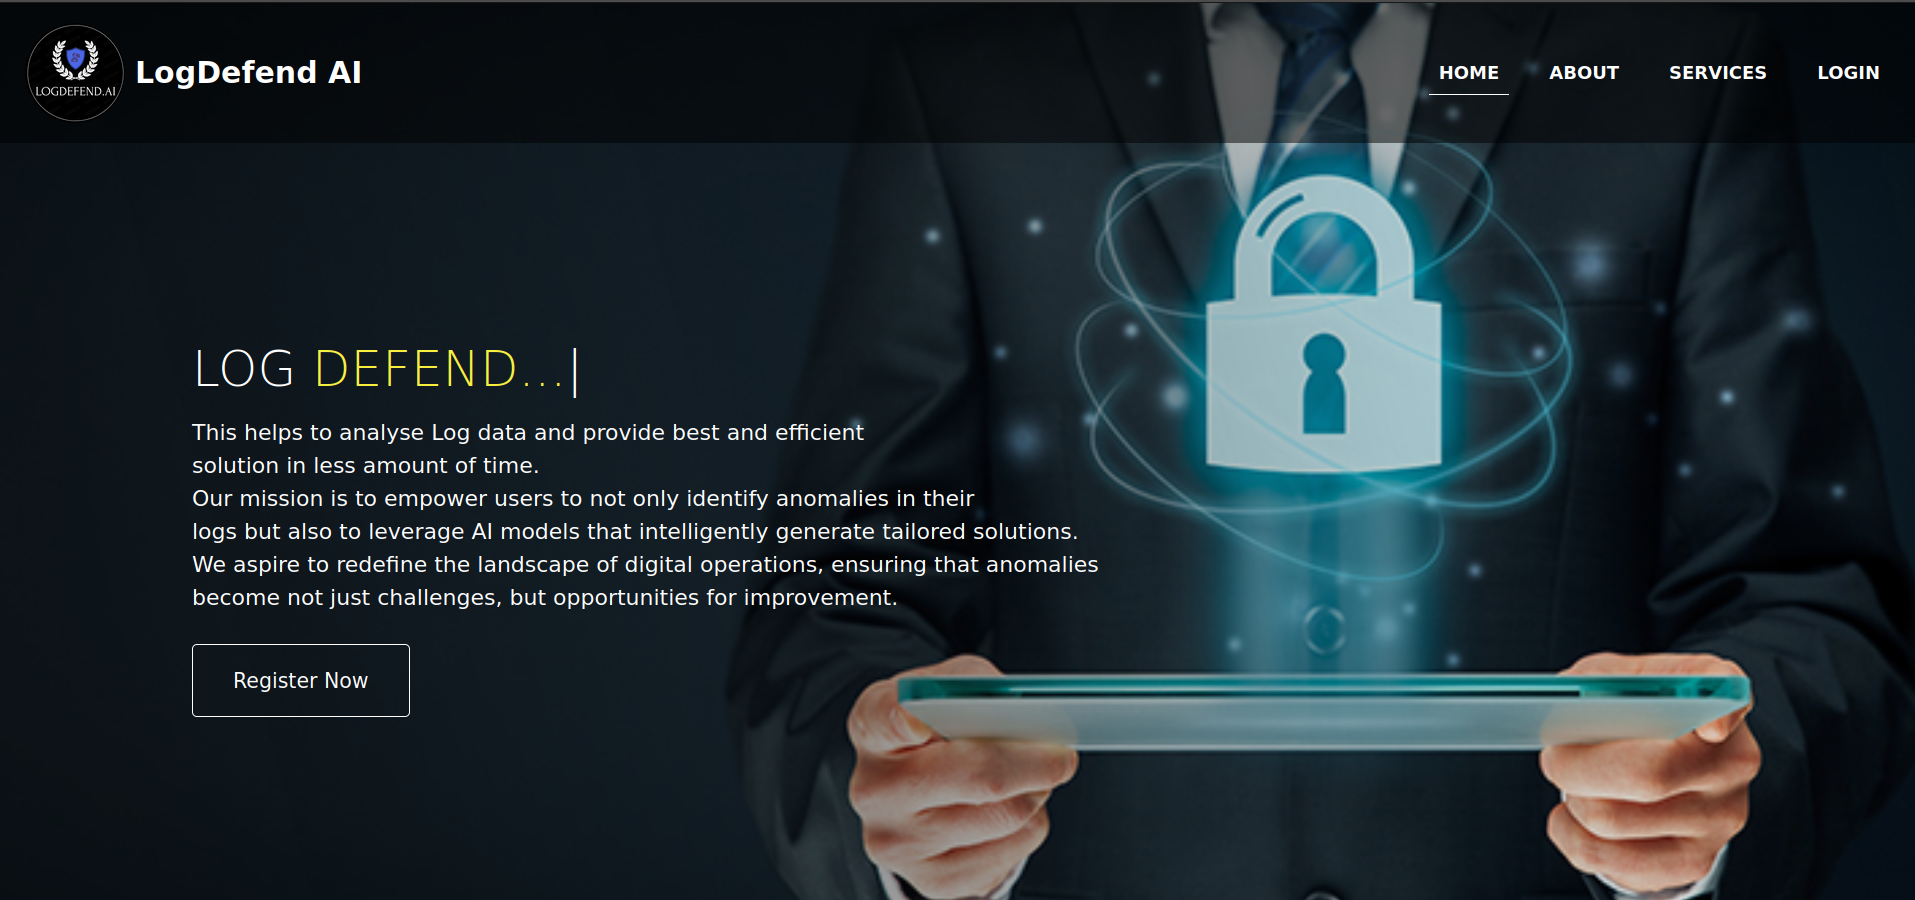 LOGDEFEND.AI
LogDefend AI
HOME ABOUT SERVICES LOGIN
LOG DEFEND...|
This helps to analyse Log data and provide best and efficient
solution in less amount of time.
Our mission is to empower users to not only identify anomalies in their
logs but also to leverage AI models that intelligently generate tailored solutions.
We aspire to redefine the landscape of digital operations, ensuring that anomalies
become not just challenges, but opportunities for improvement.
Register Now